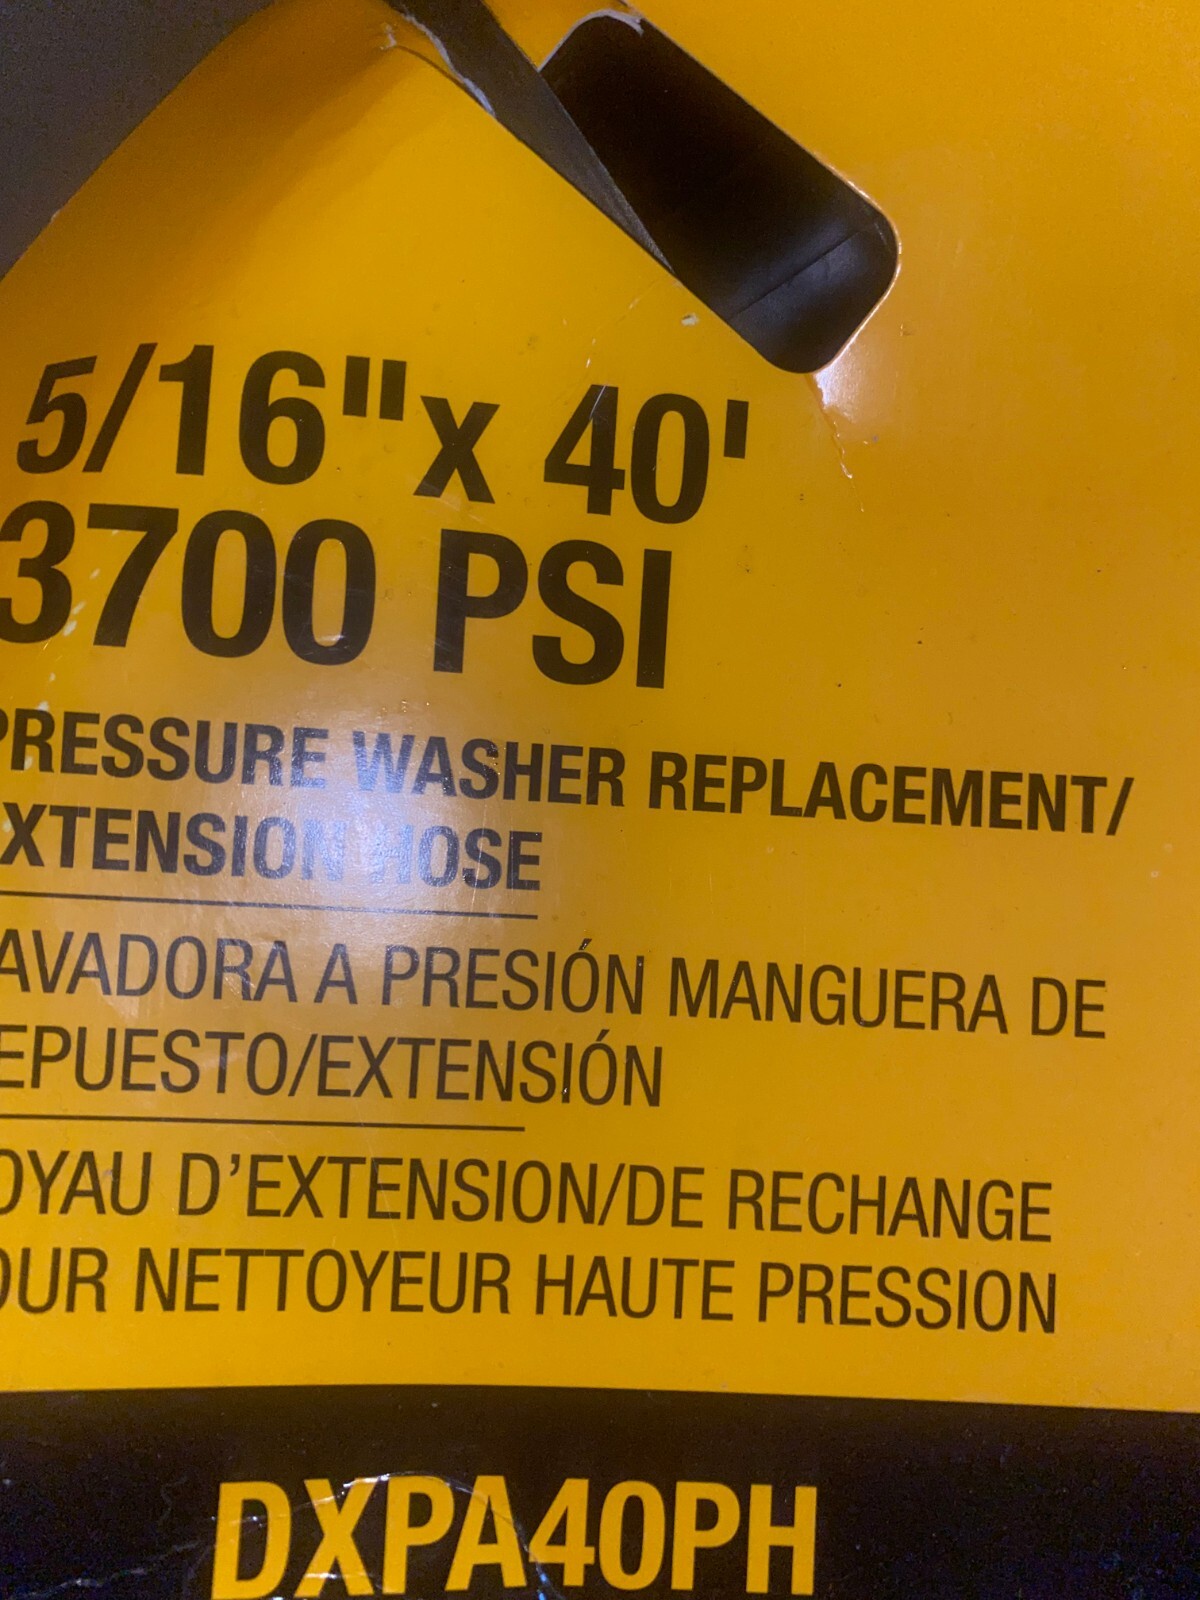 5/16"x 40'
3700 PSI
PRESSURE WASHER REPLACEMENT/
XTENSION HOSE
AVADORA A PRESIÓN MANGUERA DE
EPUESTO/EXTENSIÓN
OYAU D'EXTENSION/DE RECHANGE
OUR NETTOYEUR HAUTE PRESSION
DXPA40PH